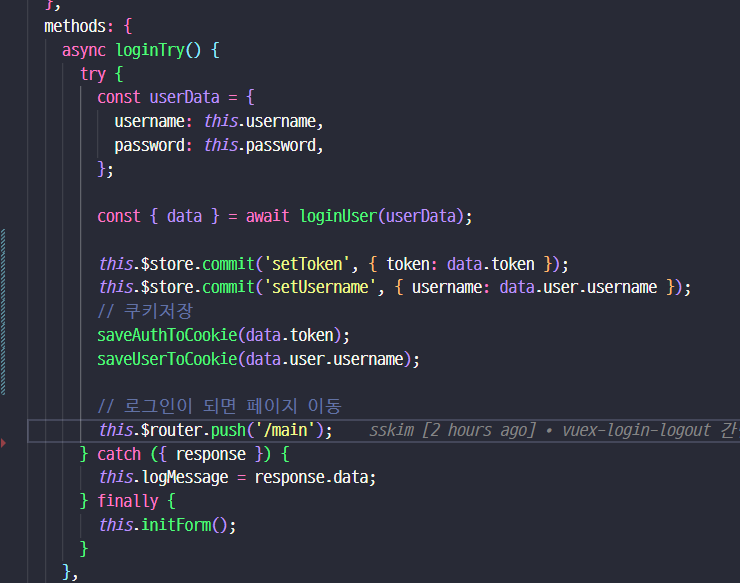 },
methods: {
async loginTry() {
try {
const userData = {
username: this.username,
password: this.password,
};
const { data } = await loginUser(userData);
this.$store.commit('setToken', { token: data.token });
this.$store.commit('setUsername', { username: data.user.username });
// 쿠키저장
saveAuthToCookie(data.token);
saveUserToCookie(data.user.username);
// 로그인이 되면 페이지 이동
this.$router.push('/main'); sskim [2 hours ago] • vuex-login-logout 간
} catch ({ response }) {
this.logMessage = response.data;
} finally {
this.initForm();
}
},